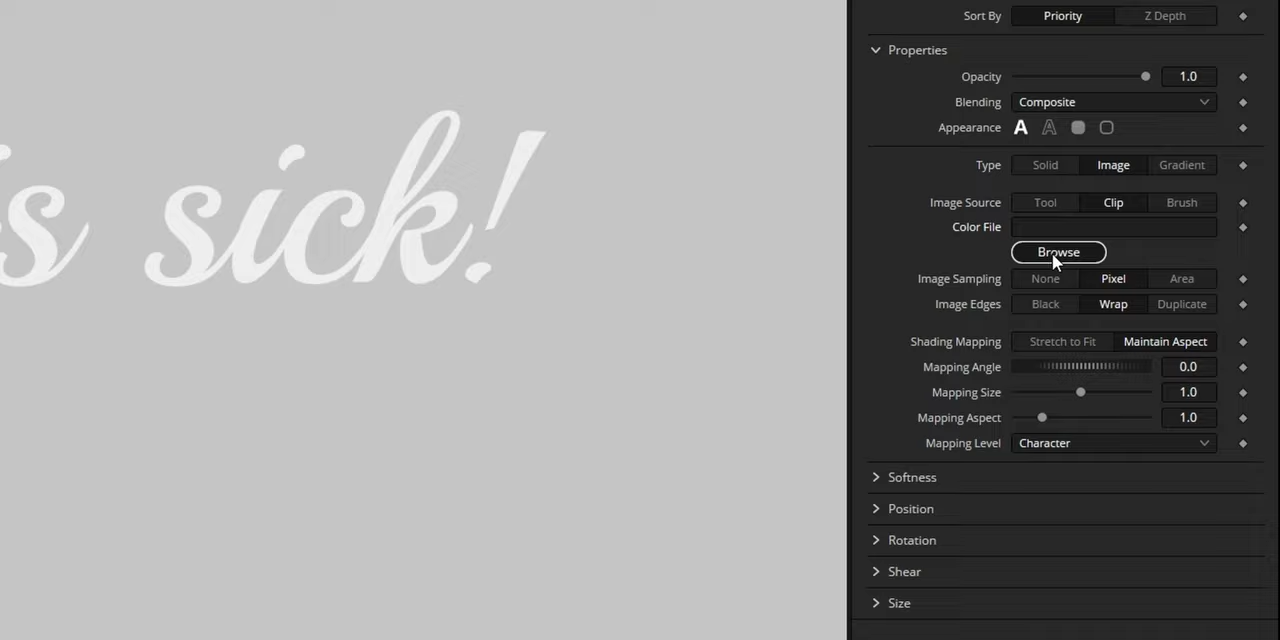 Sort By Priority Z Depth
Properties
Opacity 1.0
Blending Composite
Appearance A A
Type Solid Image Gradient
Image Source Tool Clip Brush
Color File
Browse
Image Sampling None Pixel Area
Image Edges Black Wrap Duplicate
Shading Mapping Stretch to Fit Maintain Aspect
Mapping Angle 0.0
Mapping Size 1.0
Mapping Aspect 1.0
Mapping Level Character
Softness
Position
Rotation
Shear
Size
s sick!